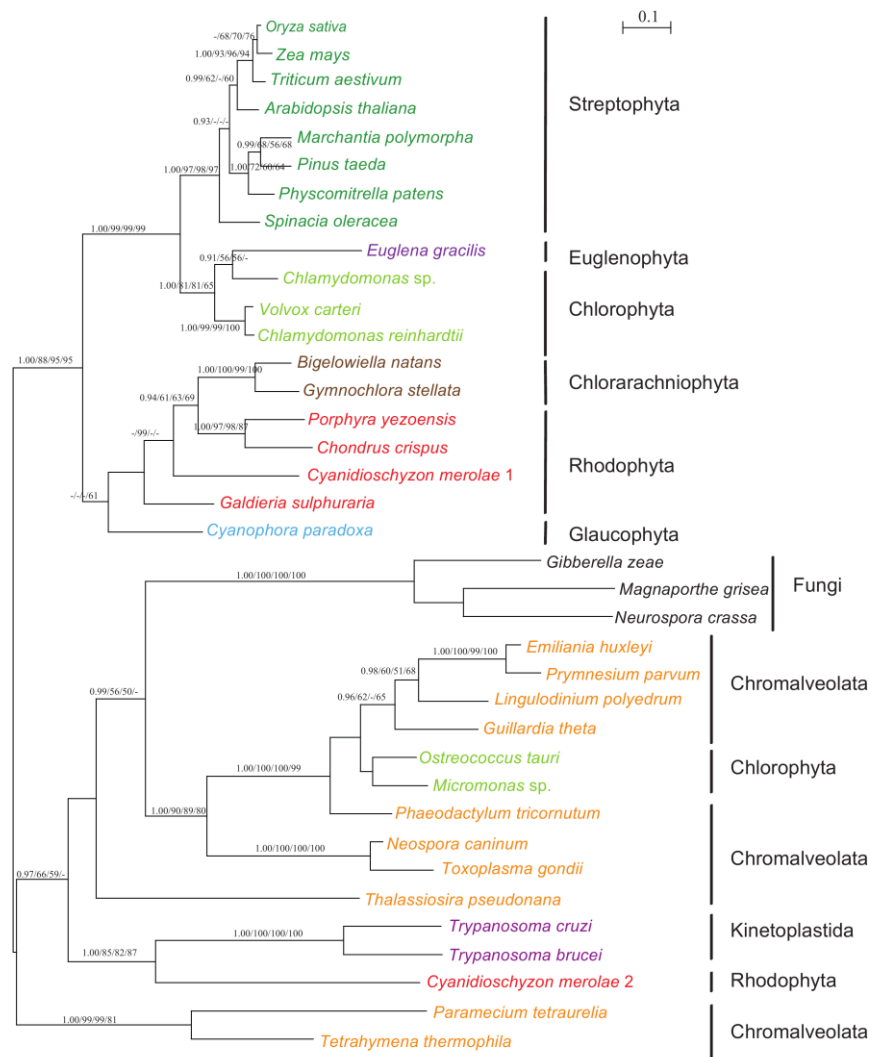 0.1
Oryza sativa
-/68/70/76
Zea mays
1.00/93/96/94
Triticum aestivum
0.99/62/-/60
Arabidopsis thaliana
Streptophyta
0.93/-/-/-
Marchantia polymorpha
0.99/68/56/68
Pinus taeda
1.00/72/60/64
1.00/97/98/97
Physcomitrella patens
Spinacia oleracea
1.00/99/99/99
Euglena gracilis
Euglenophyta
0.91/56/56/-
Chlamydomonas sp.
1.00/81/81/65
Volvox carteri
Chlorophyta
1.00/99/99/100
Chlamydomonas reinhardtii
1.00/88/95/95
Bigelowiella natans
1.00/100/99/100
Chlorarachniophyta
Gymnochlora stellata
0.94/61/63/69
Porphyra yezoensis
1.00/97/98/87
-/99/-/-
Chondrus crispus
Rhodophyta
Cyanidioschyzon merolae 1
-/-/-/61
Galdieria sulphuraria
Cyanophora paradoxa
Glaucophyta
Gibberella zeae
1.00/100/100/100
Magnaporthe grisea
Fungi
Neurospora crassa
Emiliania huxleyi
1.00/100/99/100
Prymnesium parvum
0.98/60/51/68
Chromalveolata
Lingulodinium polyedrum
0.99/56/50/-
0.96/62/-/65
Guillardia theta
Ostreococcus tauri
Chlorophyta
1.00/100/100/99
Micromonas sp.
1.00/90/89/80
Phaeodactylum tricornutum
Neospora caninum
1.00/100/100/100
Chromalveolata
Toxoplasma gondii
0.97/66/59/-
Thalassiosira pseudonana
Trypanosoma cruzi
Kinetoplastida
1.00/100/100/100
Trypanosoma brucei
1.00/85/82/87
Cyanidioschyzon merolae 2
Rhodophyta
Paramecium tetraurelia
1.00/99/99/81
Chromalveolata
Tetrahymena thermophila